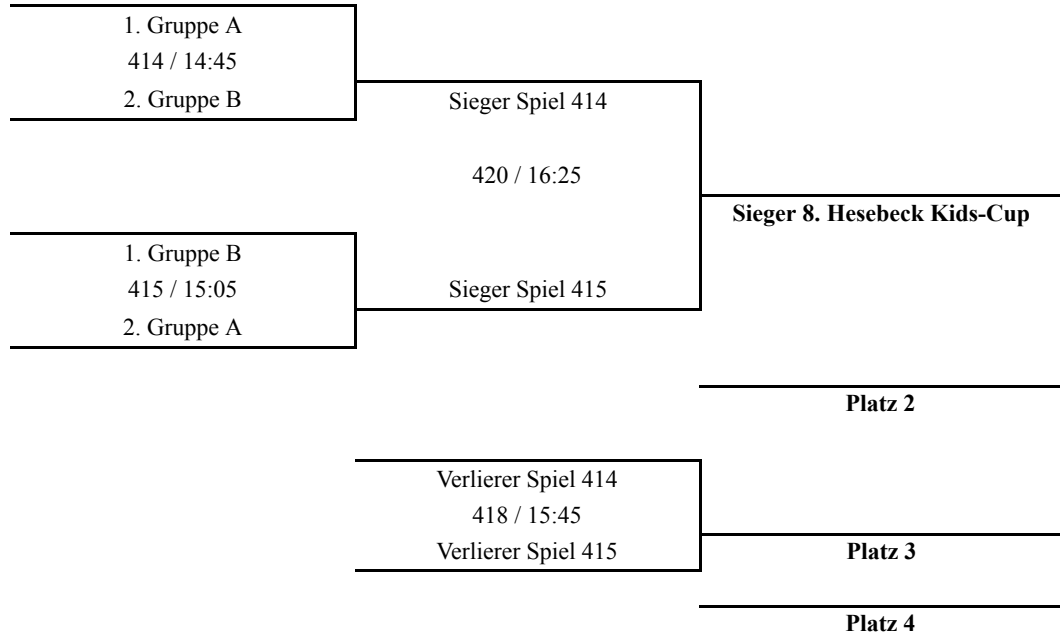 1. Gruppe A
414 / 14:45
2. Gruppe B
Sieger Spiel 414
420 / 16:25
Sieger 8. Hesebeck Kids-Cup
1. Gruppe B
415 / 15:05
Sieger Spiel 415
2. Gruppe A
Platz 2
Verlierer Spiel 414
418 / 15:45
Verlierer Spiel 415
Platz 3
Platz 4